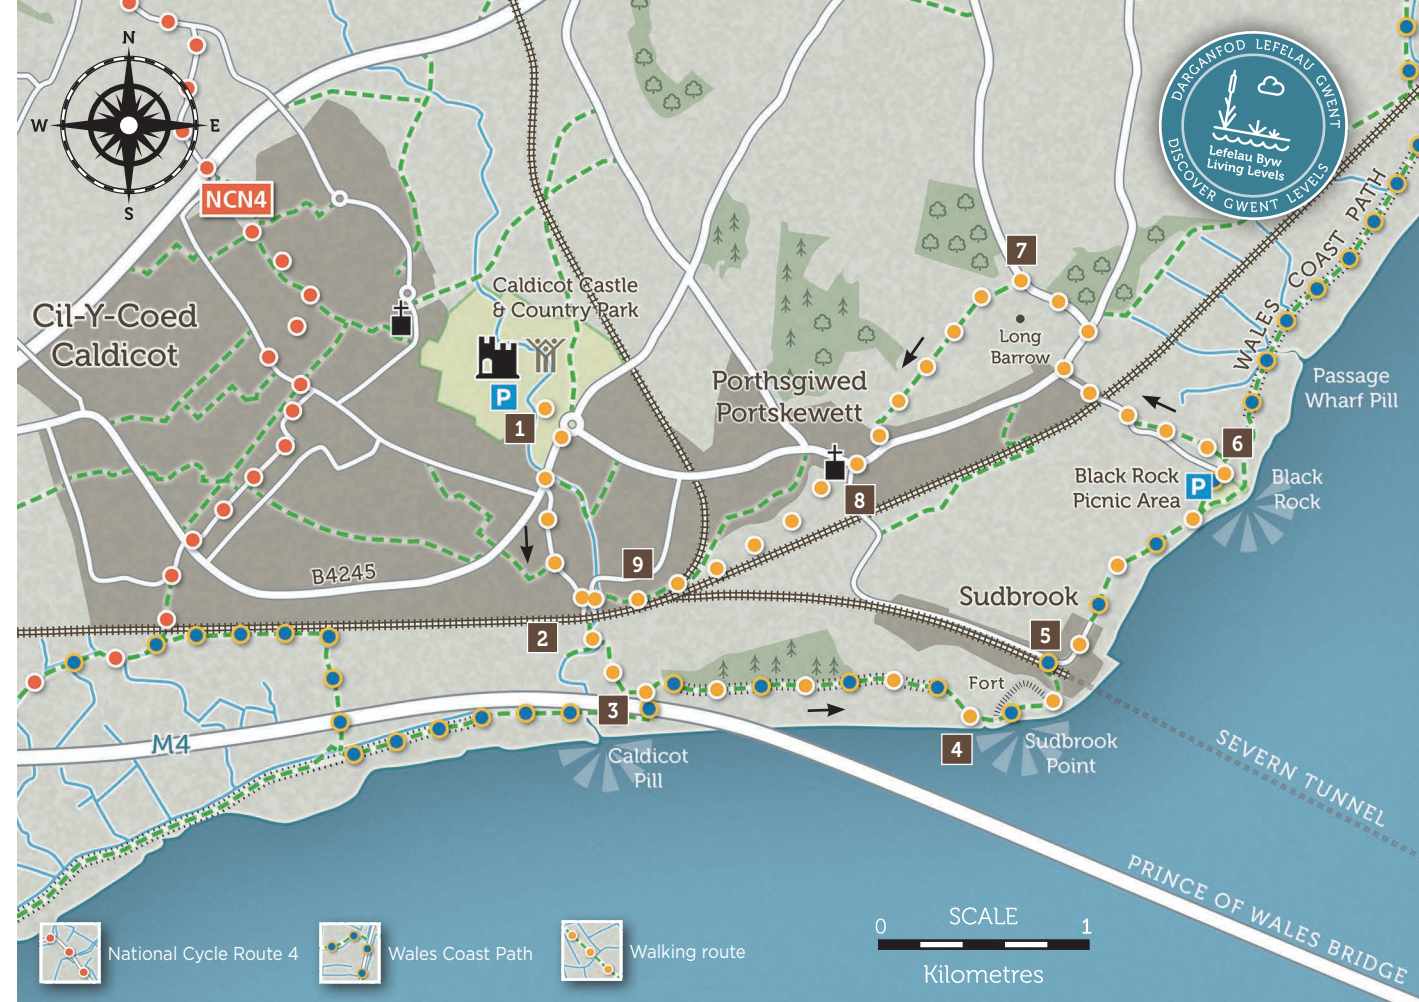 N
W
E
S
NCN4
DARGANFOD LEFELAU GWENT
Lefelau Byw
Living Levels
DISCOVER GWENT LEVELS
WALES COAST PATH
7
Long
Barrow
Caldicot Castle
& Country Park
Cil-Y-Coed
Caldicot
P
1
Porthsgiwed
Portskewett
Passage
Wharf Pill
6
Black Rock
Picnic Area
P
Black
Rock
8
9
B4245
2
Sudbrook
5
Fort
3
4
Sudbrook
Point
M4
Caldicot
Pill
SEVERN TUNNEL
PRINCE OF WALES BRIDGE
National Cycle Route 4
Wales Coast Path
Walking route
SCALE
0
1
Kilometres